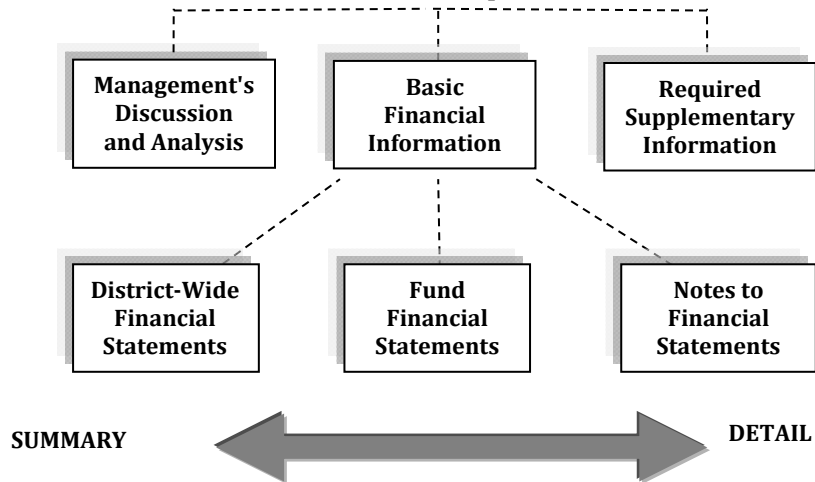 Management's
Discussion
and Analysis
Basic
Financial
Information
Required
Supplementary
Information
District-Wide
Financial
Statements
Fund
Financial
Statements
Notes to
Financial
Statements
SUMMARY
DETAIL